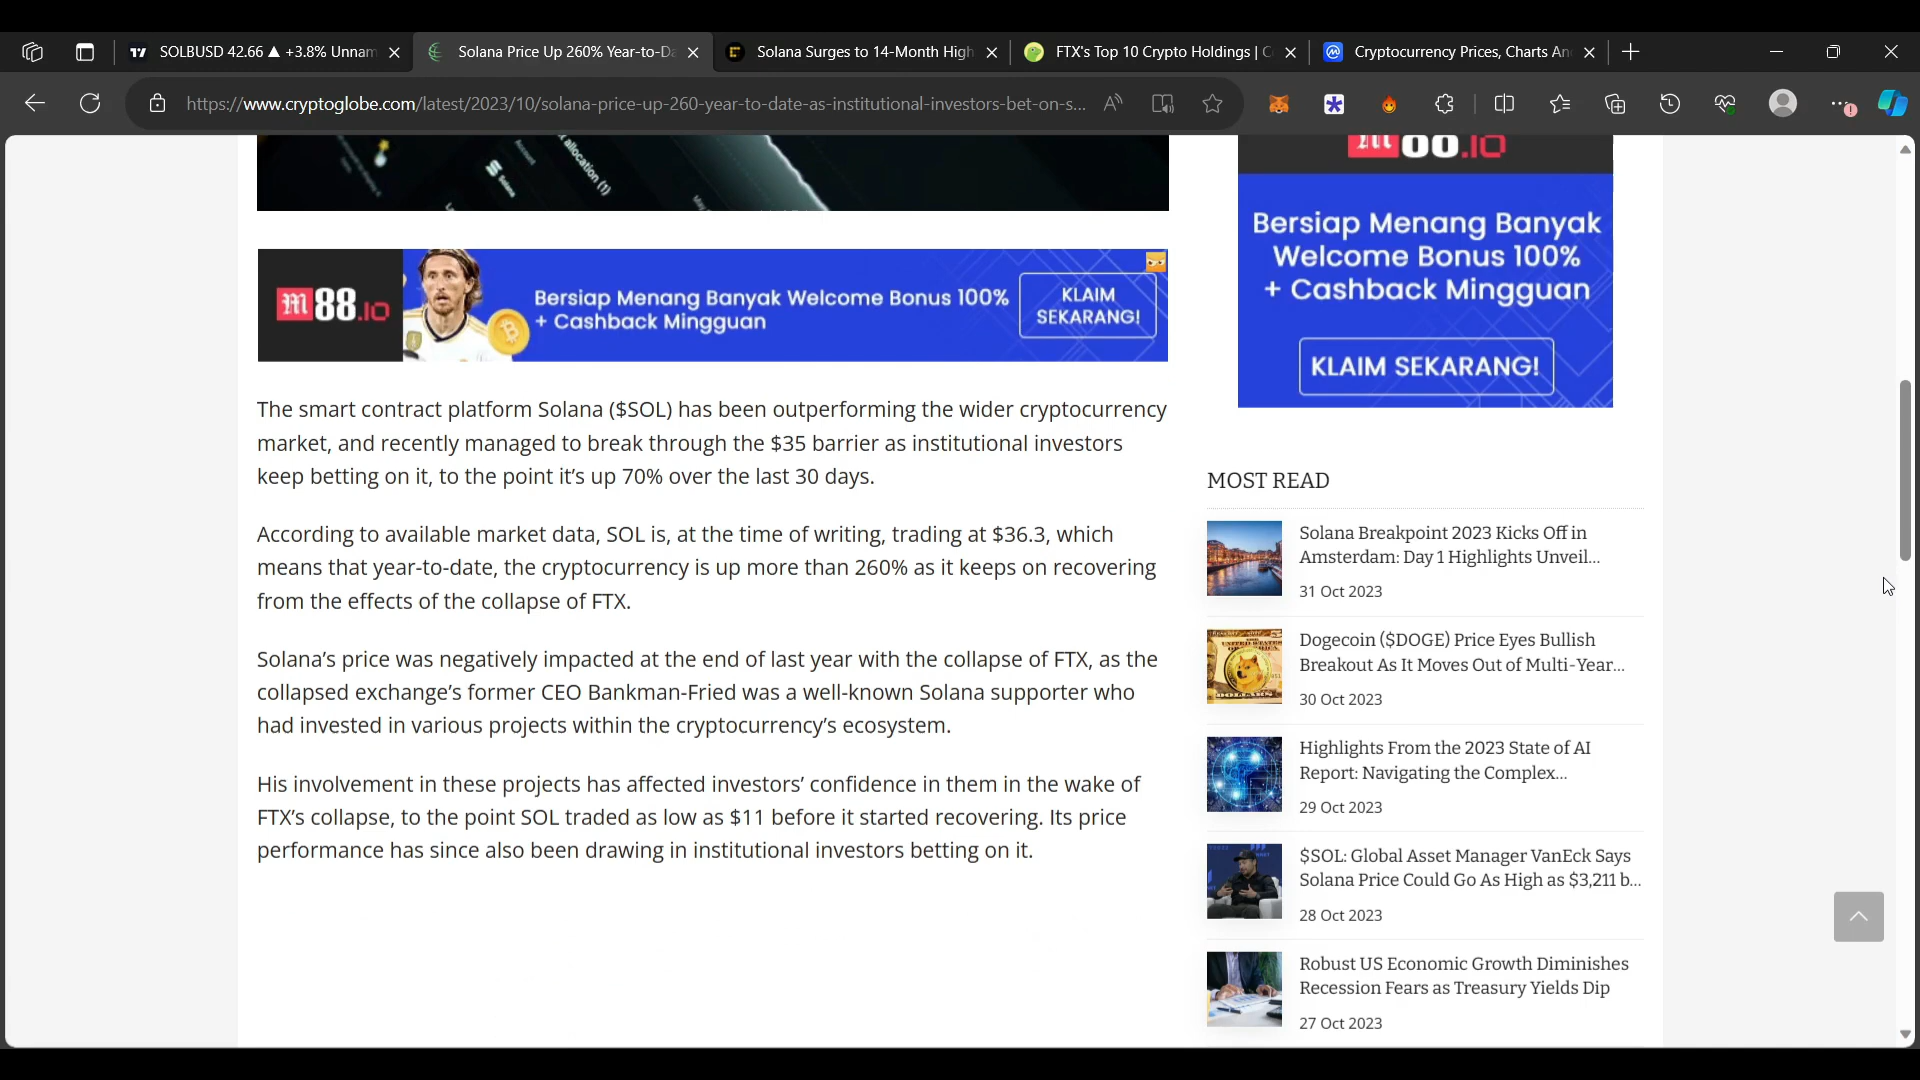 SOLBUSD 42.66 ▲ +3.8% Unnam
Solana Price Up 260% Year-to-Da
Solana Surges to 14-Month High
FTX's Top 10 Crypto Holdings | C
Cryptocurrency Prices, Charts An
https://www.cryptoglobe.com/latest/2023/10/solana-price-up-260-year-to-date-as-institutional-investors-bet-on-s...
allocation (1)
Account
Solana
M88.io
Bersiap Menang Banyak Welcome Bonus 100%
+ Cashback Mingguan
KLAIM
SEKARANG!
The smart contract platform Solana ($SOL) has been outperforming the wider cryptocurrency
market, and recently managed to break through the $35 barrier as institutional investors
keep betting on it, to the point it's up 70% over the last 30 days.
According to available market data, SOL is, at the time of writing, trading at $36.3, which
means that year-to-date, the cryptocurrency is up more than 260% as it keeps on recovering
from the effects of the collapse of FTX.
Solana's price was negatively impacted at the end of last year with the collapse of FTX, as the
collapsed exchange's former CEO Bankman-Fried was a well-known Solana supporter who
had invested in various projects within the cryptocurrency's ecosystem.
His involvement in these projects has affected investors' confidence in them in the wake of
FTX's collapse, to the point SOL traded as low as $11 before it started recovering. Its price
performance has since also been drawing in institutional investors betting on it.
M88.io
Bersiap Menang Banyak
Welcome Bonus 100%
+ Cashback Mingguan
KLAIM SEKARANG!
MOST READ
Solana Breakpoint 2023 Kicks Off in
Amsterdam: Day 1 Highlights Unveil...
31 Oct 2023
Dogecoin ($DOGE) Price Eyes Bullish
Breakout As It Moves Out of Multi-Year...
30 Oct 2023
Highlights From the 2023 State of AI
Report: Navigating the Complex...
29 Oct 2023
$SOL: Global Asset Manager VanEck Says
Solana Price Could Go As High as $3,211 b...
28 Oct 2023
Robust US Economic Growth Diminishes
Recession Fears as Treasury Yields Dip
27 Oct 2023